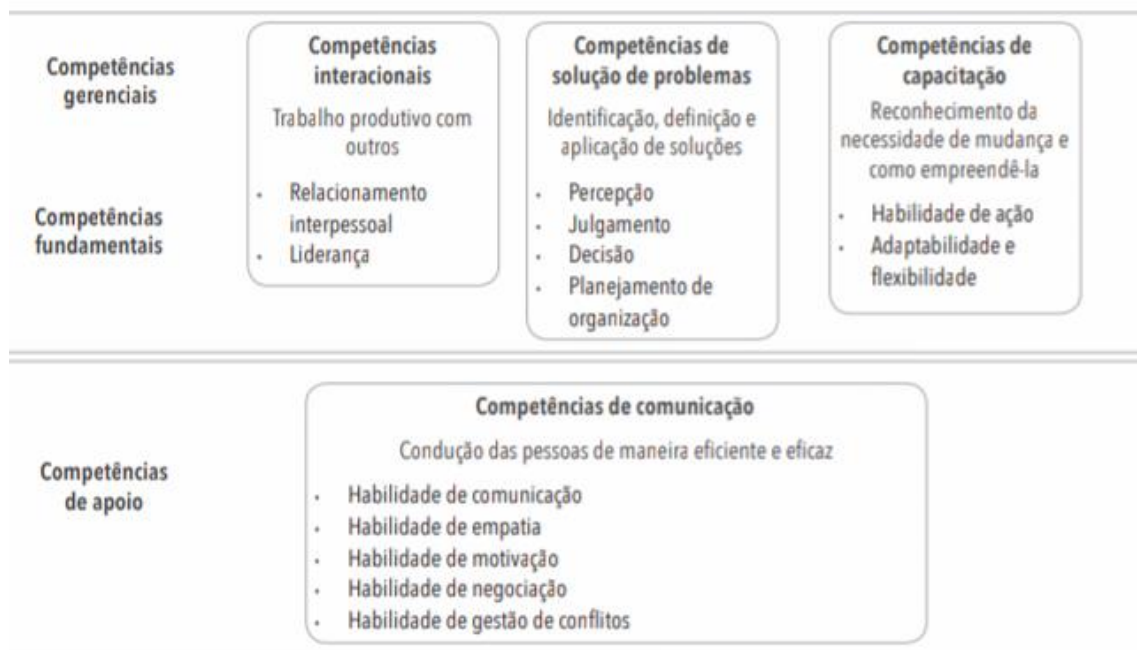 Competências
gerenciais
Competências
interacionais
Trabalho produtivo com
outros
Competências de
solução de problemas
Identificação, definição e
aplicação de soluções
Competências de
capacitação
Reconhecimento da
necessidade de mudança e
como empreendê-la
Competências
fundamentais
• Relacionamento
interpessoal
• Liderança
• Percepção
• Julgamento
• Decisão
• Planejamento de
organização
• Habilidade de ação
• Adaptabilidade e
flexibilidade
Competências
de apoio
Competências de comunicação
Condução das pessoas de maneira eficiente e eficaz
• Habilidade de comunicação
• Habilidade de empatia
• Habilidade de motivação
• Habilidade de negociação
• Habilidade de gestão de conflitos